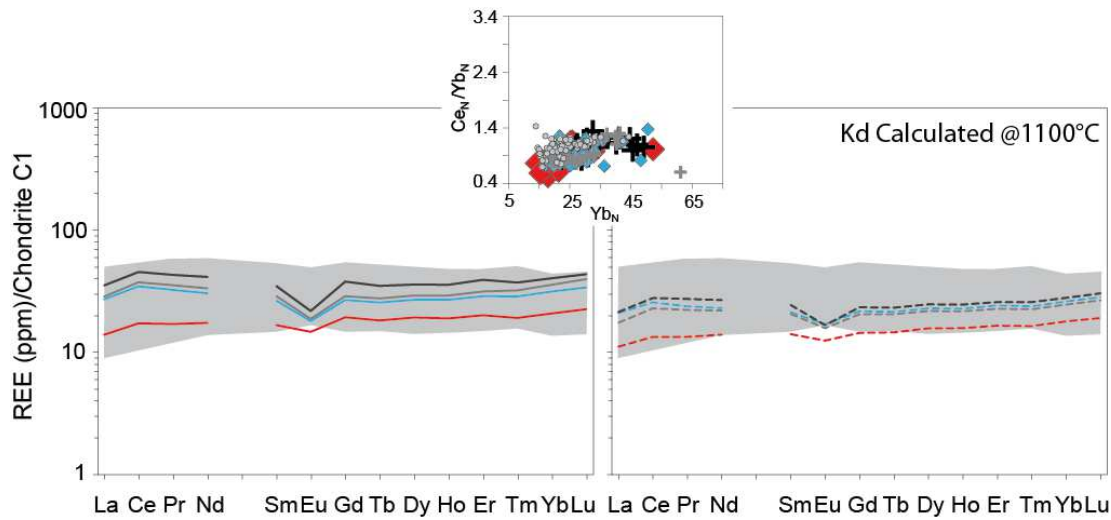 3.4
2.4
1.4
0.4
CeN/YbN
5 25 45 65
YbN
1000
100
10
1
REE (ppm)/Chondrite C1
Kd Calculated @1100°C
La Ce Pr Nd Sm Eu Gd Tb Dy Ho Er Tm Yb Lu
La Ce Pr Nd Sm Eu Gd Tb Dy Ho Er Tm Yb Lu